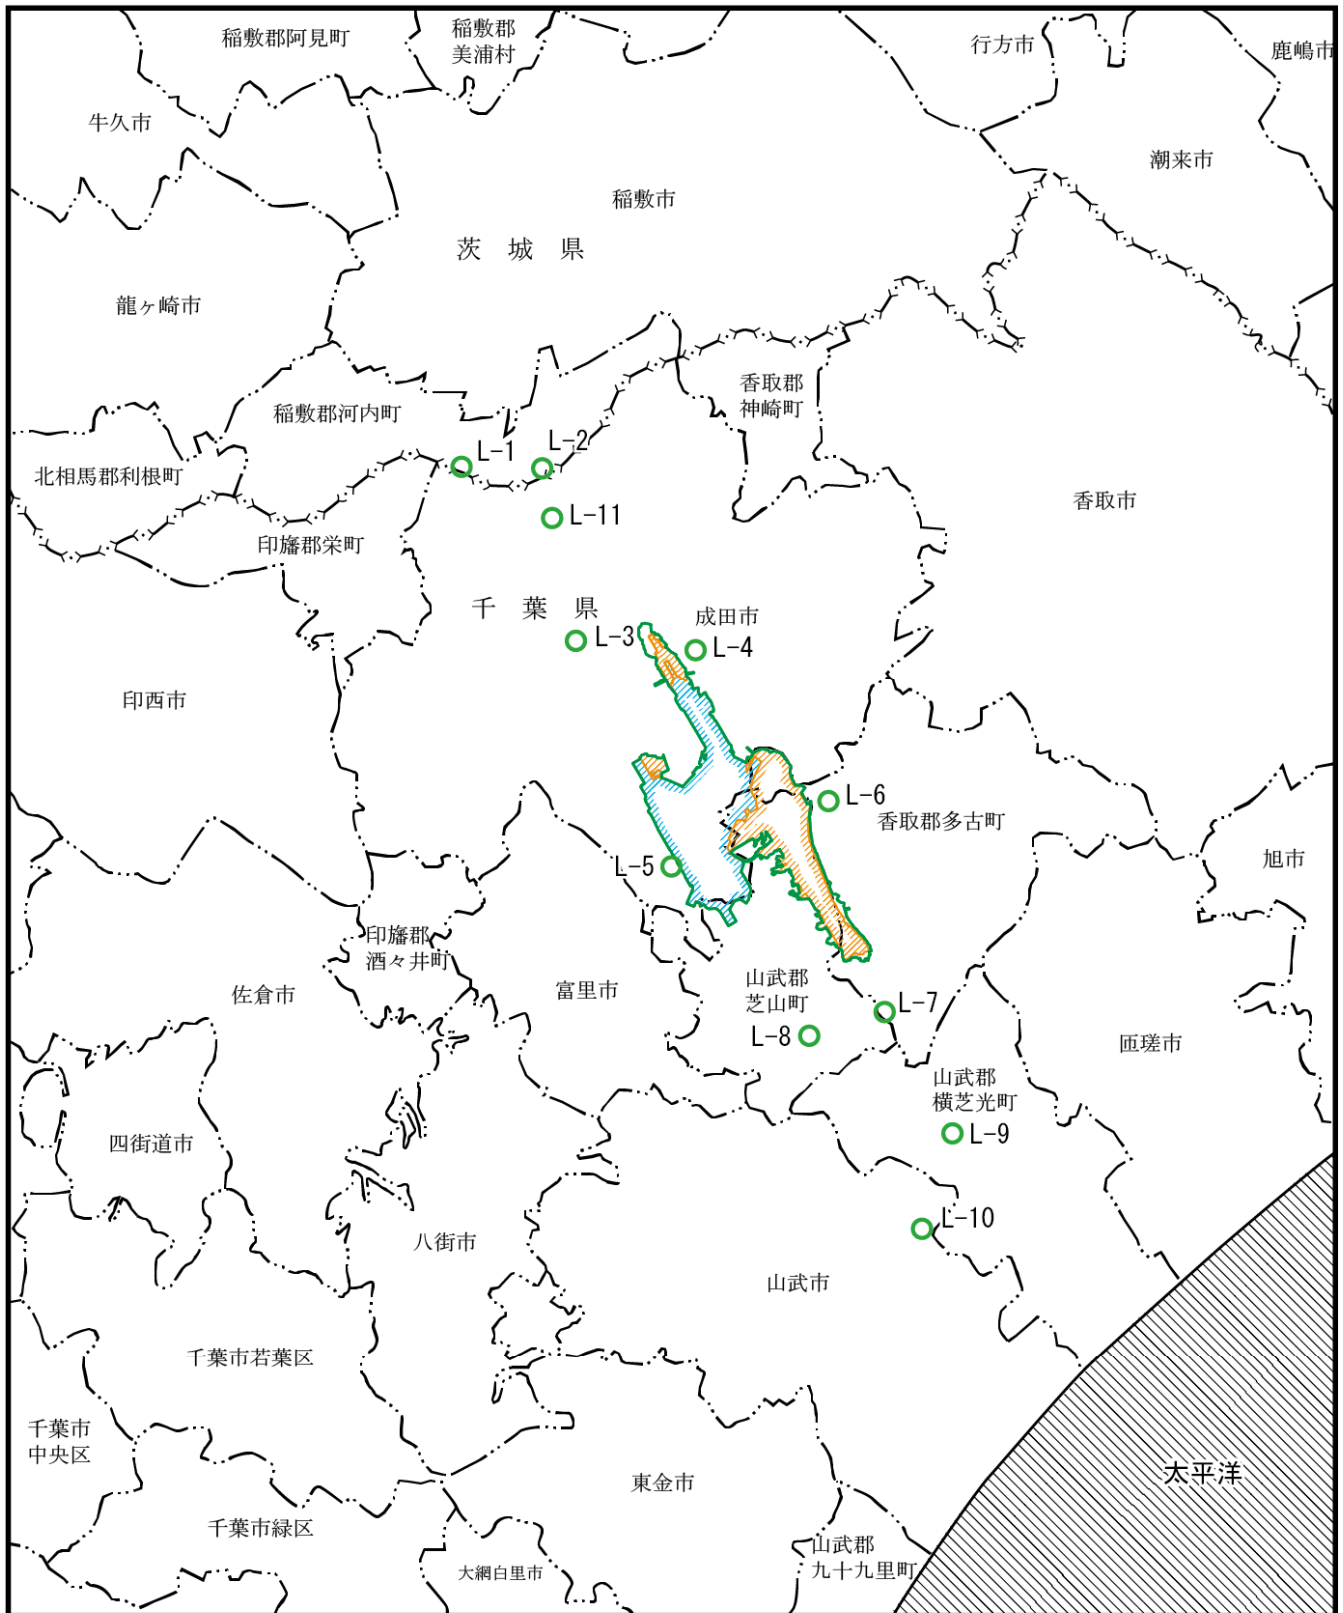 稲敷郡阿見町
稲敷郡
美浦村
行方市
鹿嶋市
牛久市
潮来市
稲敷市
茨城県
龍ヶ崎市
香取郡
神崎町
稲敷郡河内町
L-1
L-2
北相馬郡利根町
香取市
L-11
印旛郡栄町
千葉県
成田市
L-3
L-4
印西市
L-6
香取郡多古町
L-5
旭市
印旛郡
酒々井町
佐倉市
富里市
山武郡
芝山町
L-7
L-8
匝瑳市
山武郡
横芝光町
四街道市
L-9
L-10
八街市
山武市
千葉市若葉区
千葉市
中央区
東金市
太平洋
千葉市緑区
大網白里市
山武郡
九十九里町